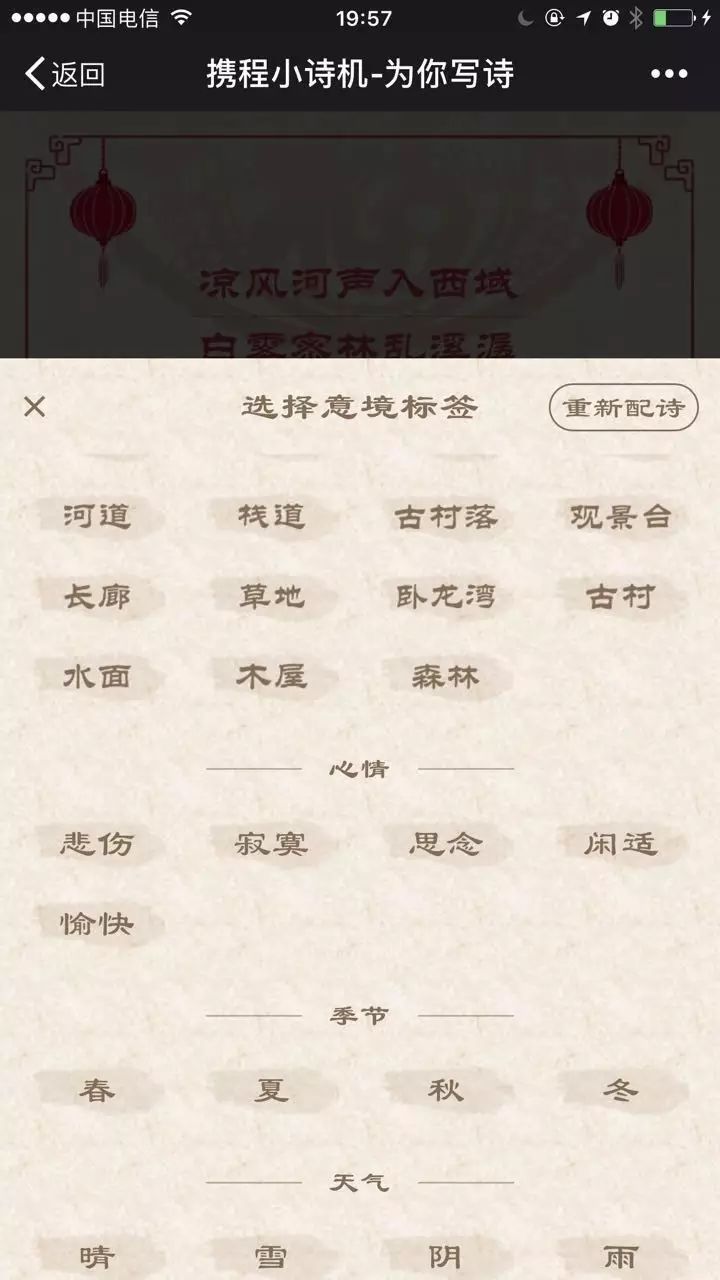 中国电信 19:57
返回 携程小诗机-为你写诗
凉风河声入西域
白零密林乱溪潺
选择意境标签 重新配诗
河道 栈道 古村落 观景台
长廊 草地 卧龙湾 古村
水面 木屋 森林
心情
悲伤 寂寞 思念 闲适
愉快
季节
春 夏 秋 冬
天气
晴 雪 阴 雨